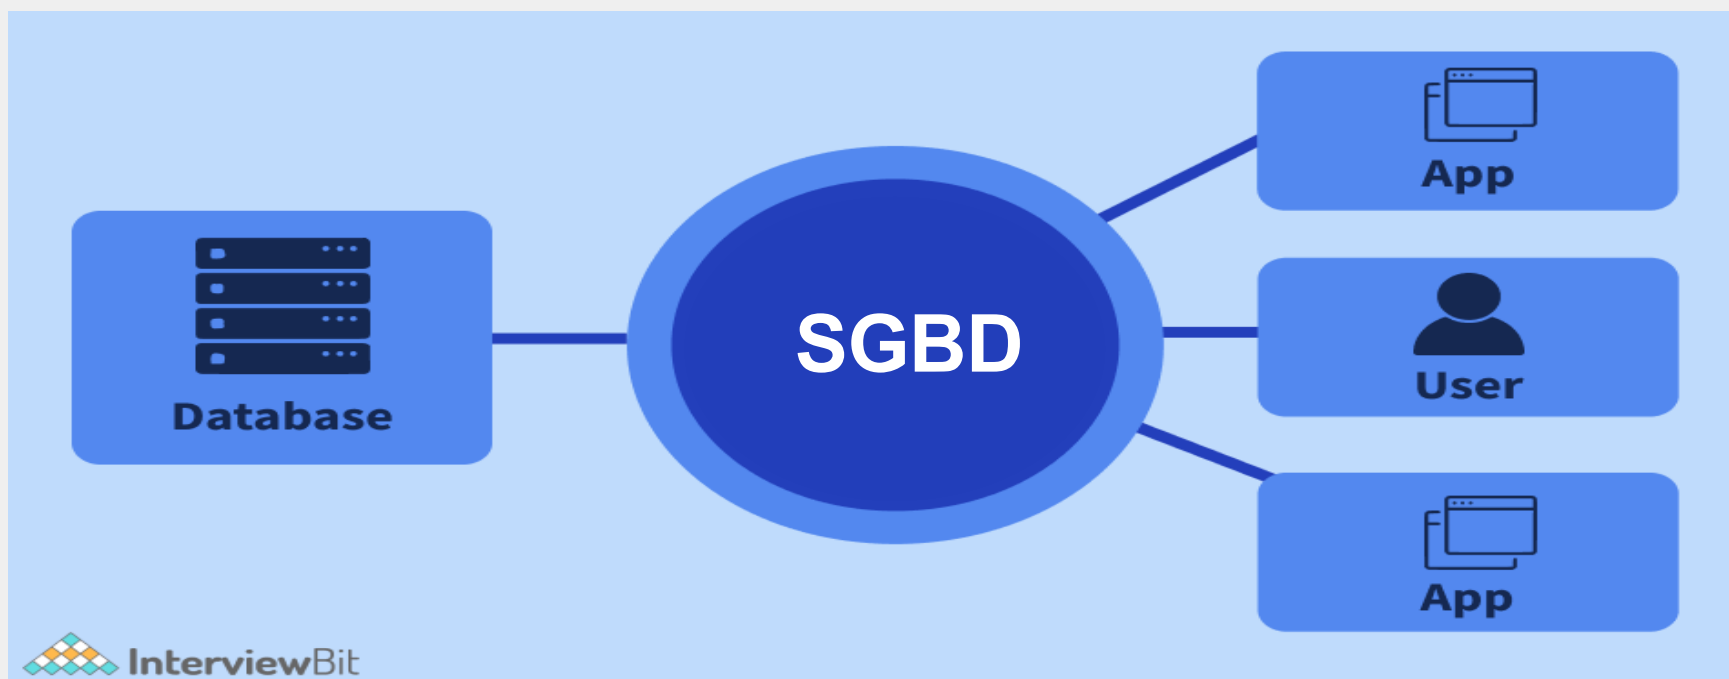 App
SGBD
User
Database
App
InterviewBit